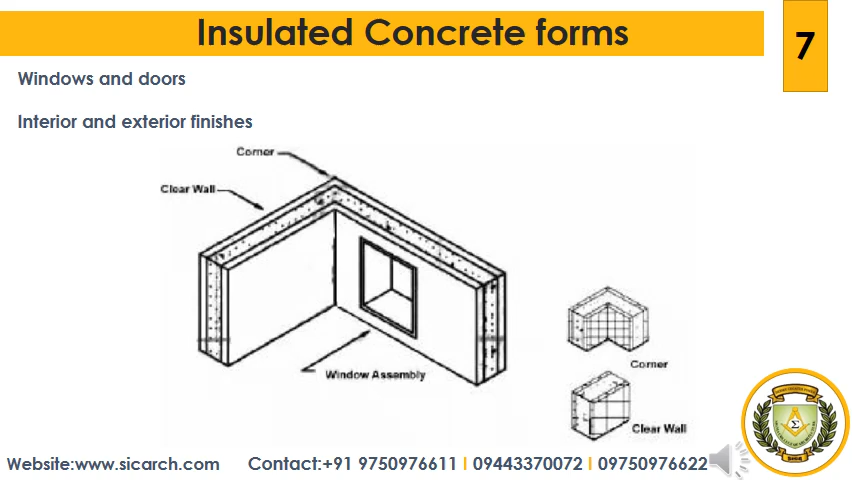 Insulated Concrete forms
7
Windows and doors
Interior and exterior finishes
Corner
Clear Wall
Window Assembly
Corner
Clear Wall
Website:www.sicarch.com Contact:+91 9750976611 I 09443370072 I 09750976622
Σ